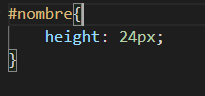 #nombre{
    height: 24px;
}